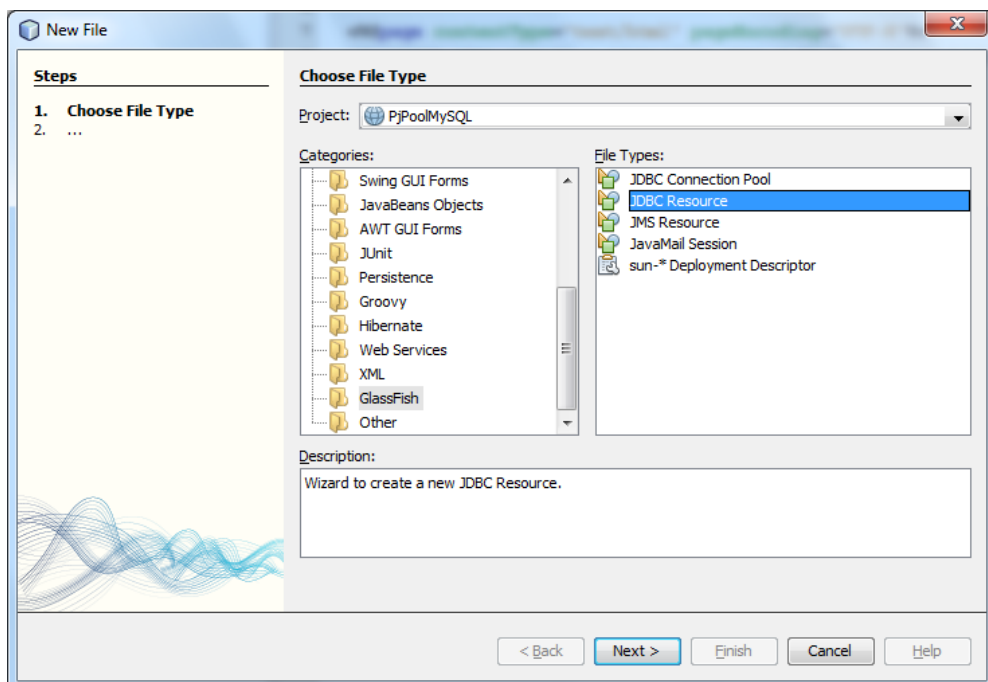 New File
Steps
1. Choose File Type
2. ...
Choose File Type
Project: PjPoolMySQL
Categories:
Swing GUI Forms
JavaBeans Objects
AWT GUI Forms
JUnit
Persistence
Groovy
Hibernate
Web Services
XML
GlassFish
Other
File Types:
JDBC Connection Pool
JDBC Resource
JMS Resource
JavaMail Session
sun-* Deployment Descriptor
Description:
Wizard to create a new JDBC Resource.
< Back Next > Finish Cancel Help